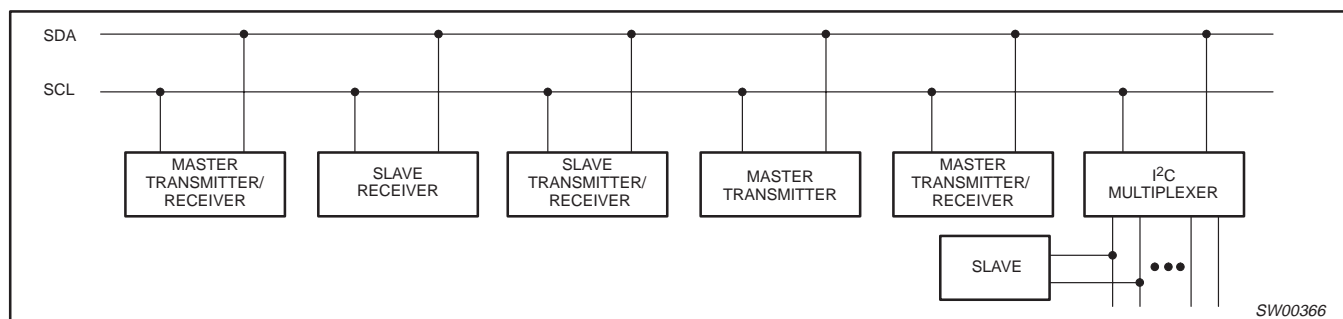 SDA
SCL
MASTER
TRANSMITTER/
RECEIVER
SLAVE
RECEIVER
SLAVE
TRANSMITTER/
RECEIVER
MASTER
TRANSMITTER
MASTER
TRANSMITTER/
RECEIVER
I²C
MULTIPLEXER
SLAVE
SW00366